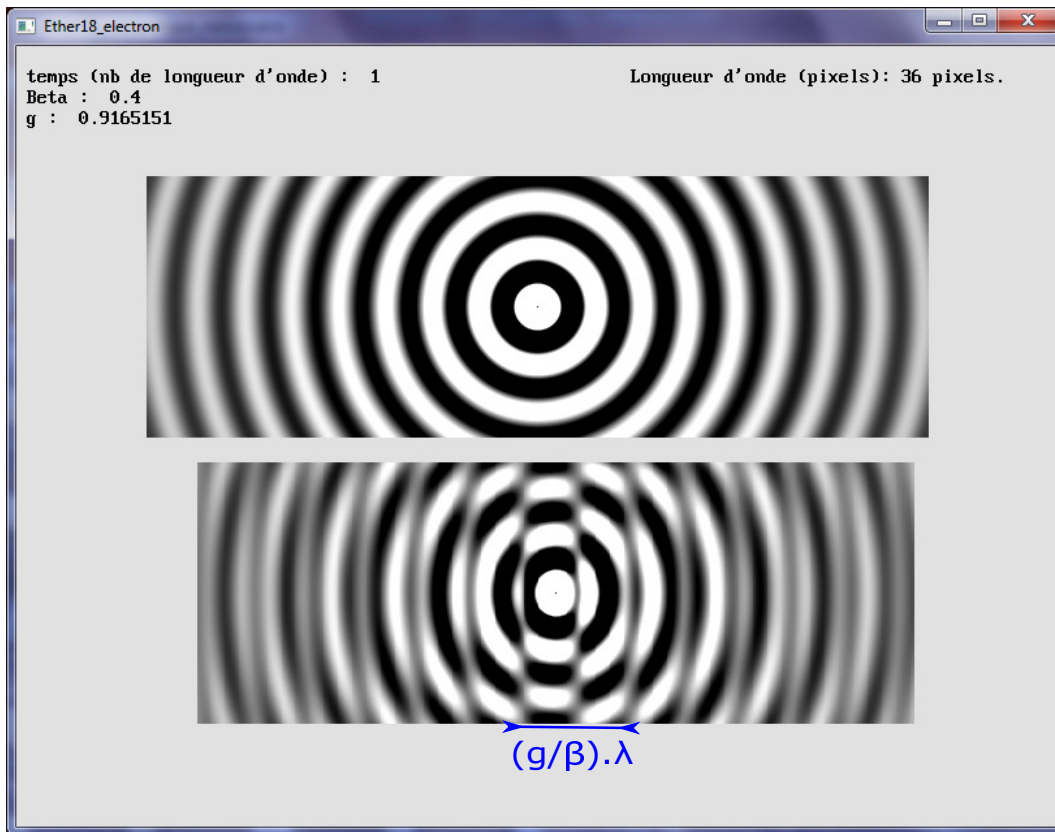 Ether18_electron
temps (nb de longueur d'onde) :  1
Longueur d'onde (pixels): 36 pixels.
Beta :  0.4
g :  0.9165151
(g/β).λ